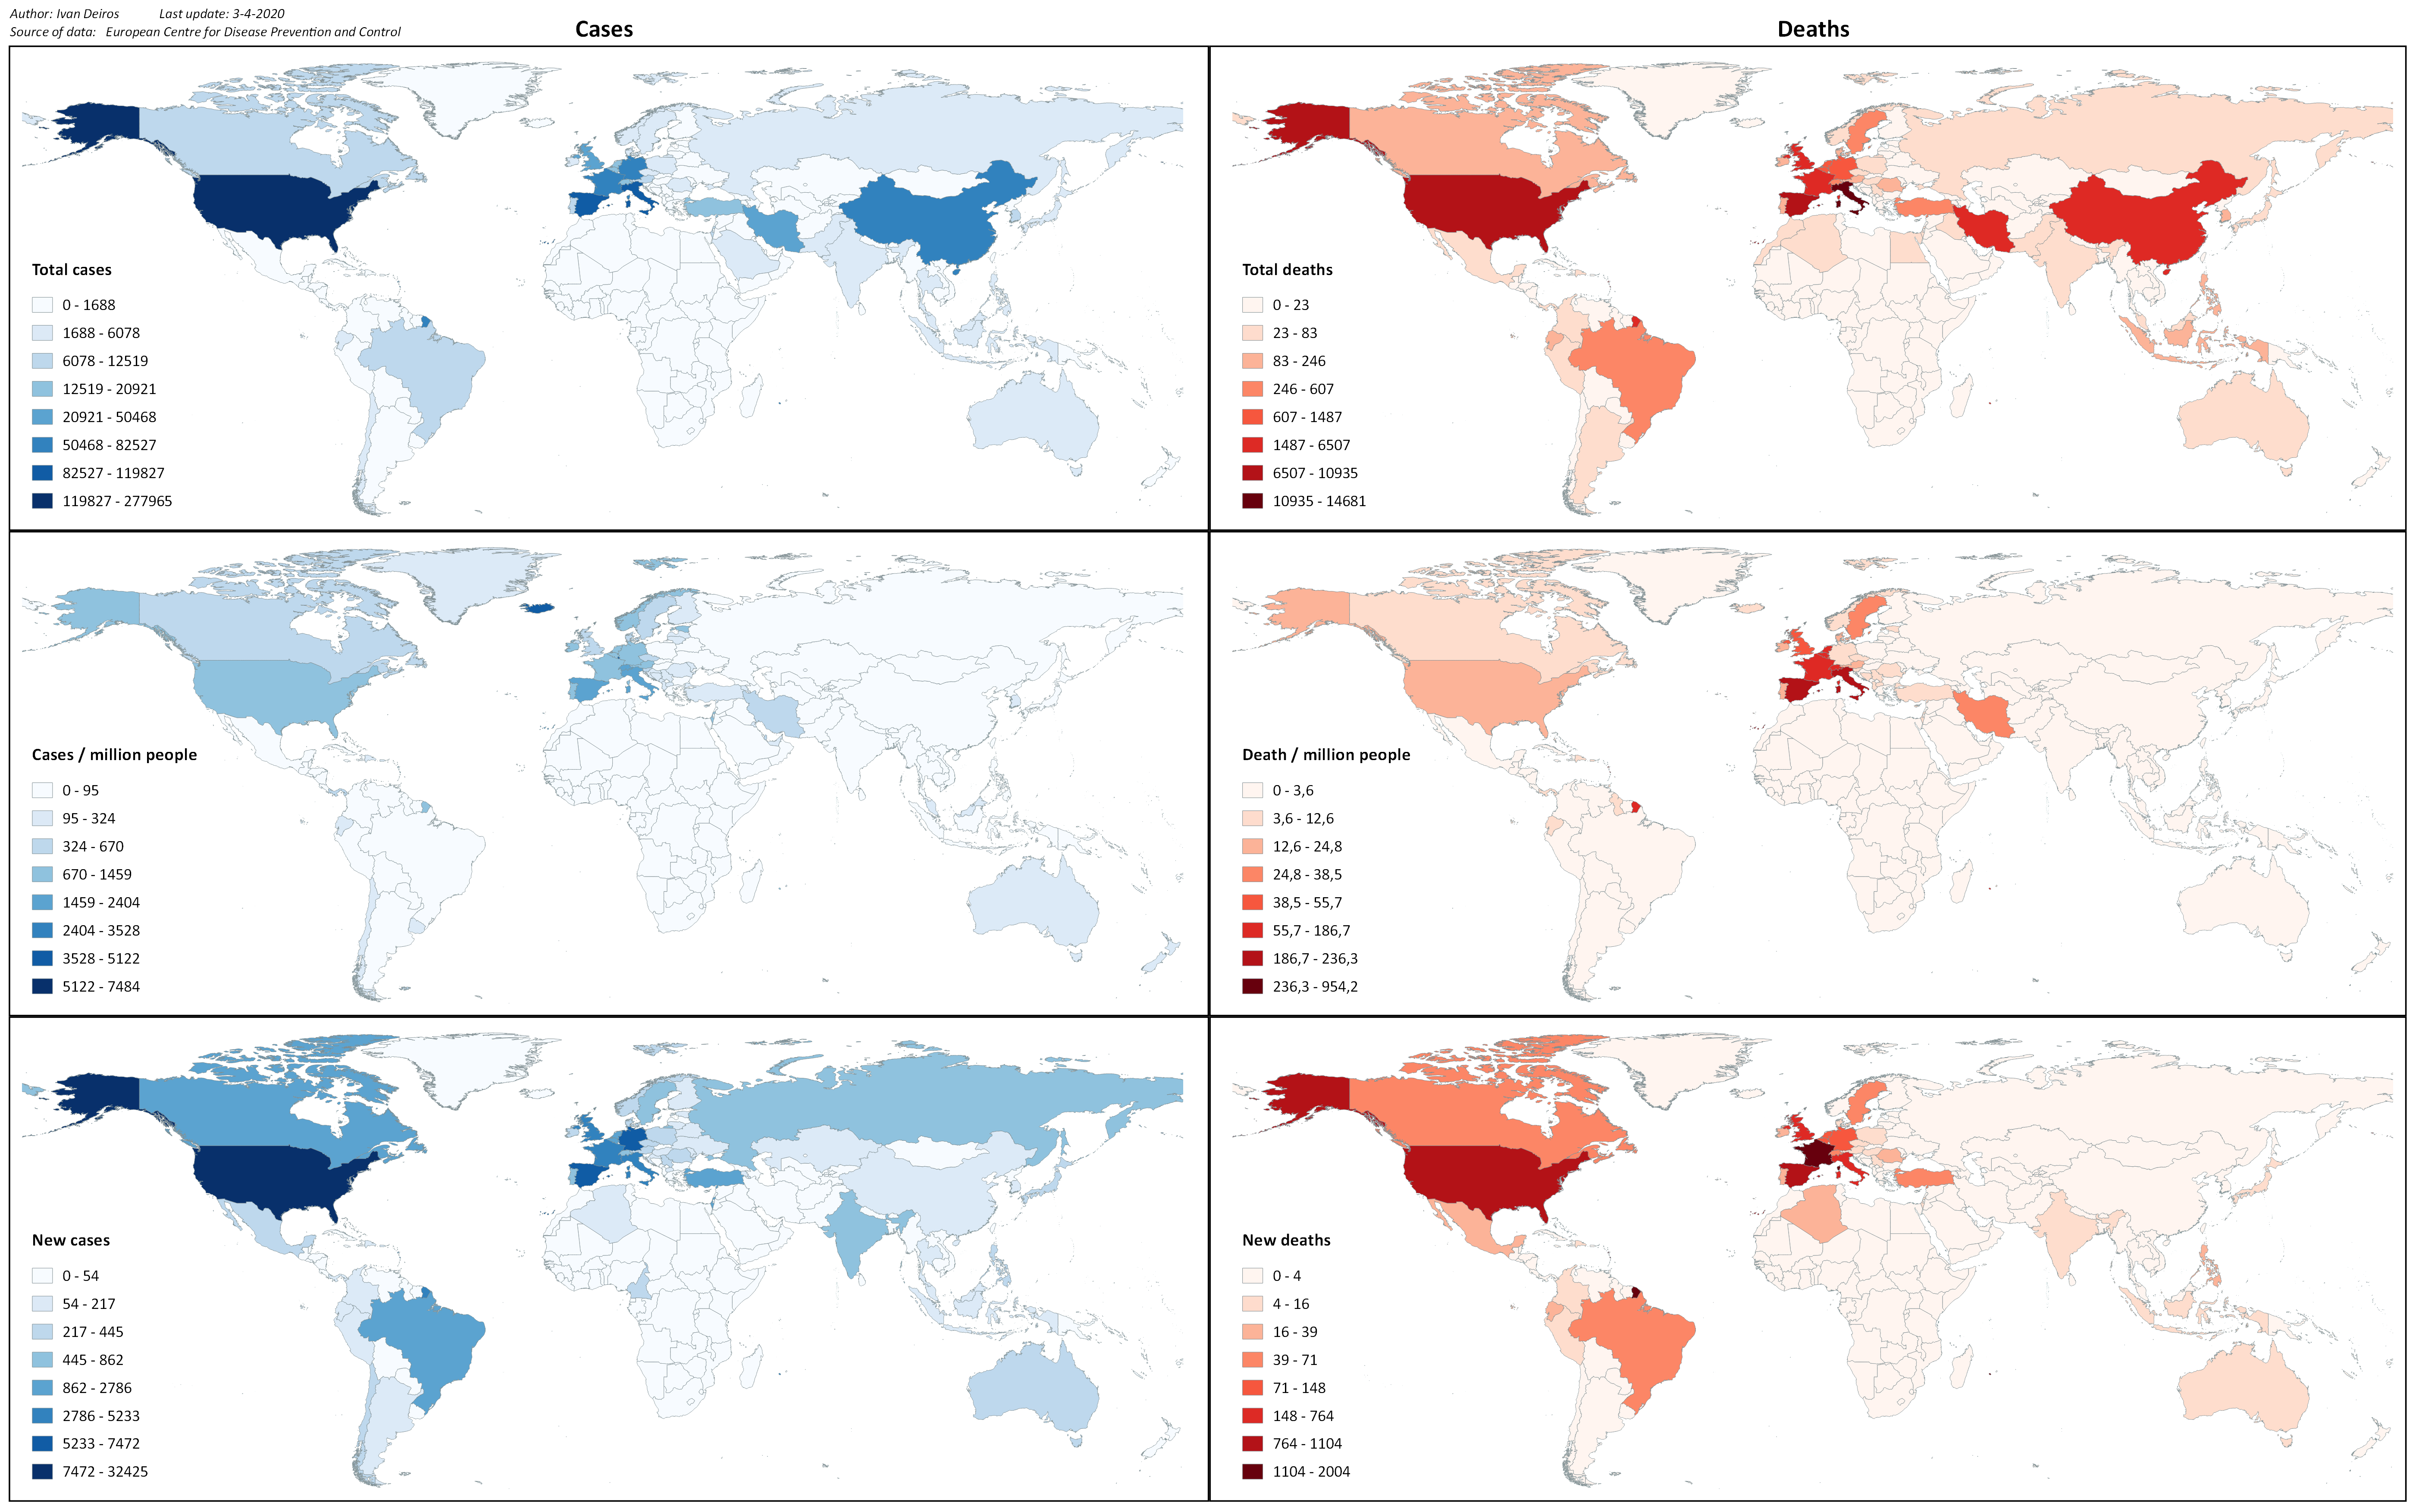 Author: Ivan Deiros Last update: 3-4-2020
Source of data: European Centre for Disease Prevention and Control
Cases
Deaths
Total cases
0 - 1688
1688 - 6078
6078 - 12519
12519 - 20921
20921 - 50468
50468 - 82527
82527 - 119827
119827 - 277965
Total deaths
0 - 23
23 - 83
83 - 246
246 - 607
607 - 1487
1487 - 6507
6507 - 10935
10935 - 14681
Cases / million people
0 - 95
95 - 324
324 - 670
670 - 1459
1459 - 2404
2404 - 3528
3528 - 5122
5122 - 7484
Death / million people
0 - 3,6
3,6 - 12,6
12,6 - 24,8
24,8 - 38,5
38,5 - 55,7
55,7 - 186,7
186,7 - 236,3
236,3 - 954,2
New cases
0 - 54
54 - 217
217 - 445
445 - 862
862 - 2786
2786 - 5233
5233 - 7472
7472 - 32425
New deaths
0 - 4
4 - 16
16 - 39
39 - 71
71 - 148
148 - 764
764 - 1104
1104 - 2004